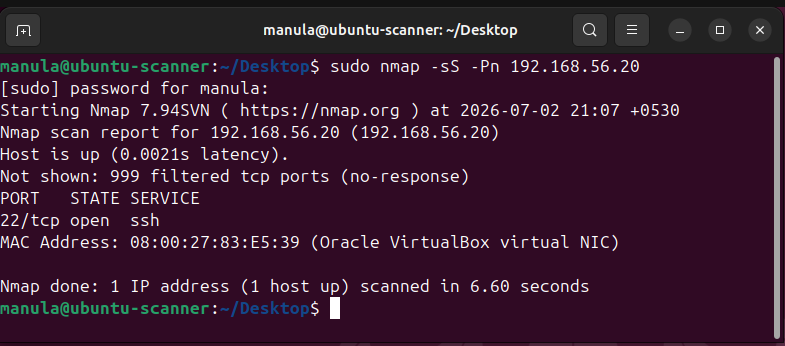 manula@ubuntu-scanner: ~/Desktop
manula@ubuntu-scanner:~/Desktop$ sudo nmap -sS -Pn 192.168.56.20
[sudo] password for manula:
Starting Nmap 7.94SVN ( https://nmap.org ) at 2026-07-02 21:07 +0530
Nmap scan report for 192.168.56.20 (192.168.56.20)
Host is up (0.0021s latency).
Not shown: 999 filtered tcp ports (no-response)
PORT   STATE SERVICE
22/tcp open  ssh
MAC Address: 08:00:27:83:E5:39 (Oracle VirtualBox virtual NIC)
Nmap done: 1 IP address (1 host up) scanned in 6.60 seconds
manula@ubuntu-scanner:~/Desktop$